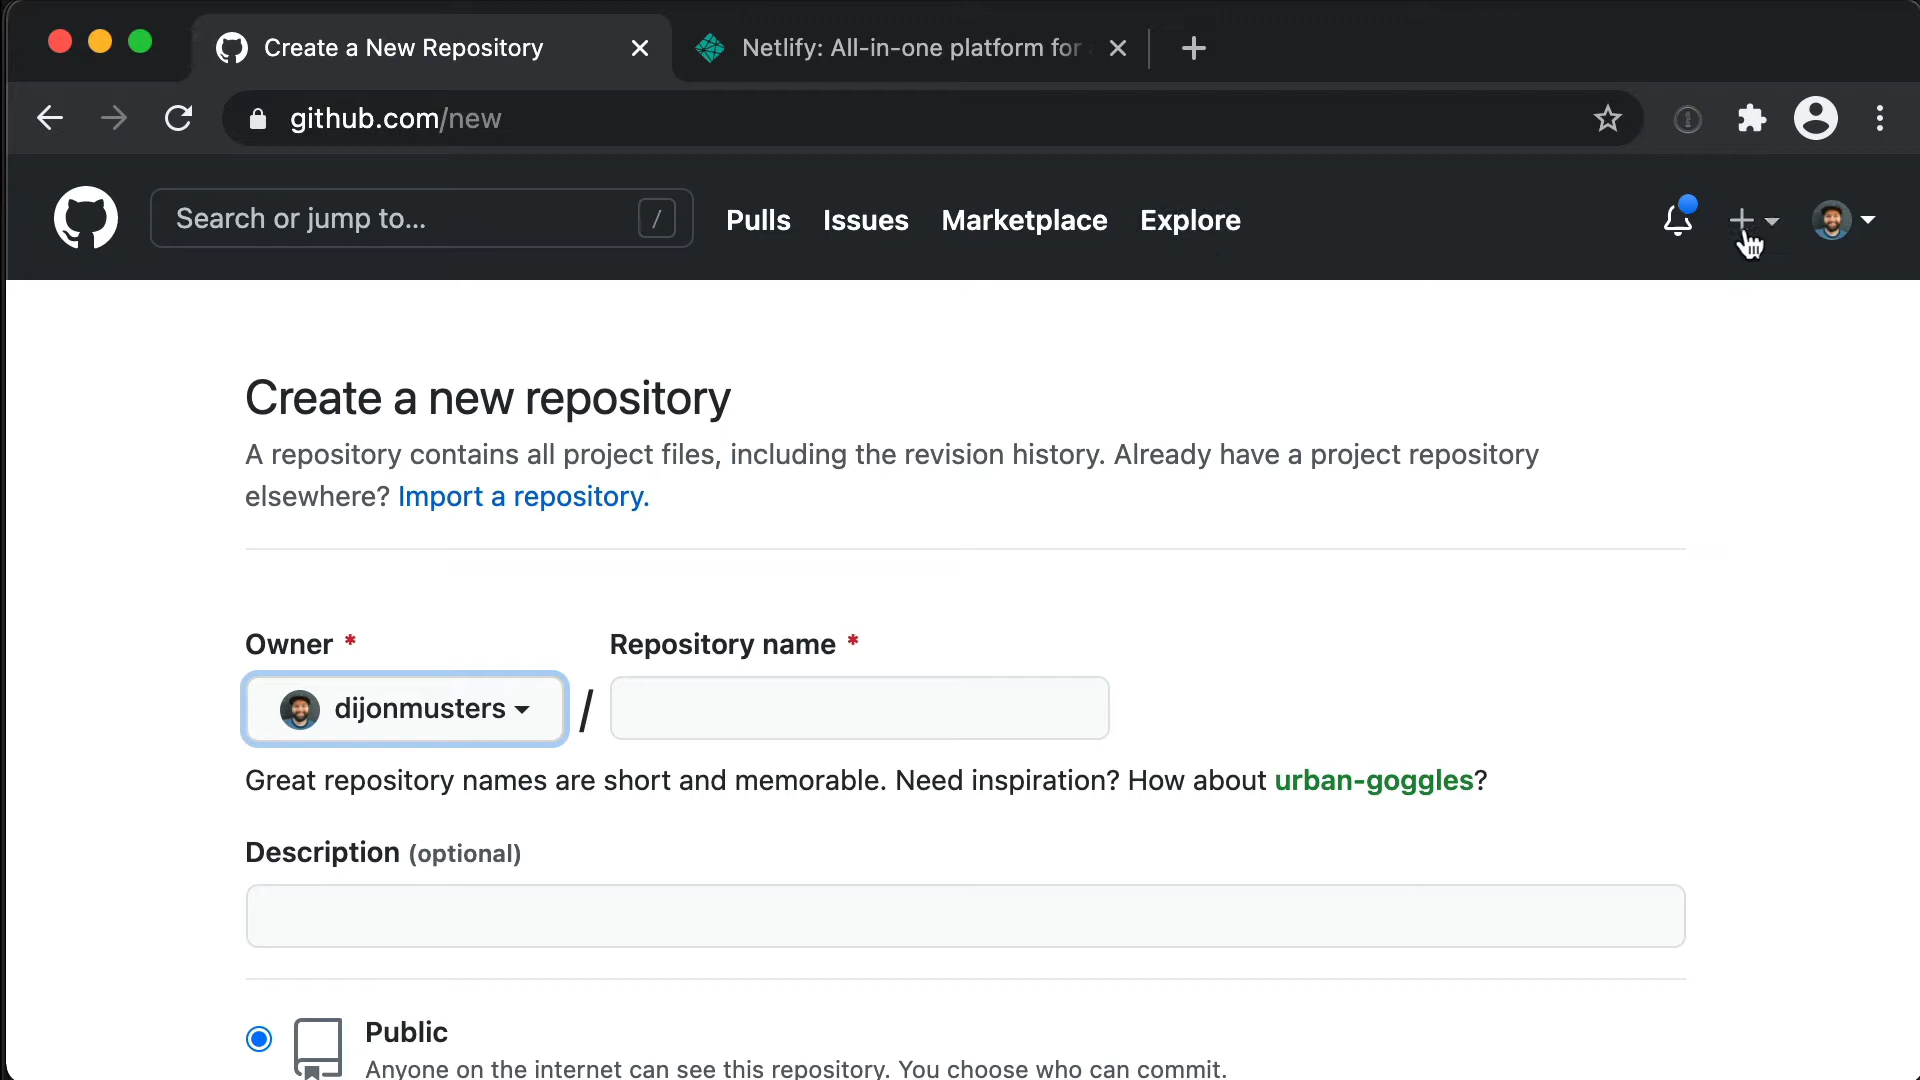 Create a New Repository
Netlify: All-in-one platform for
github.com/new
Search or jump to... /
Pulls Issues Marketplace Explore
Create a new repository
A repository contains all project files, including the revision history. Already have a project repository
elsewhere? Import a repository.
Owner * Repository name *
dijonmusters /
Great repository names are short and memorable. Need inspiration? How about urban-goggles?
Description (optional)
Public
Anyone on the internet can see this repository. You choose who can commit.